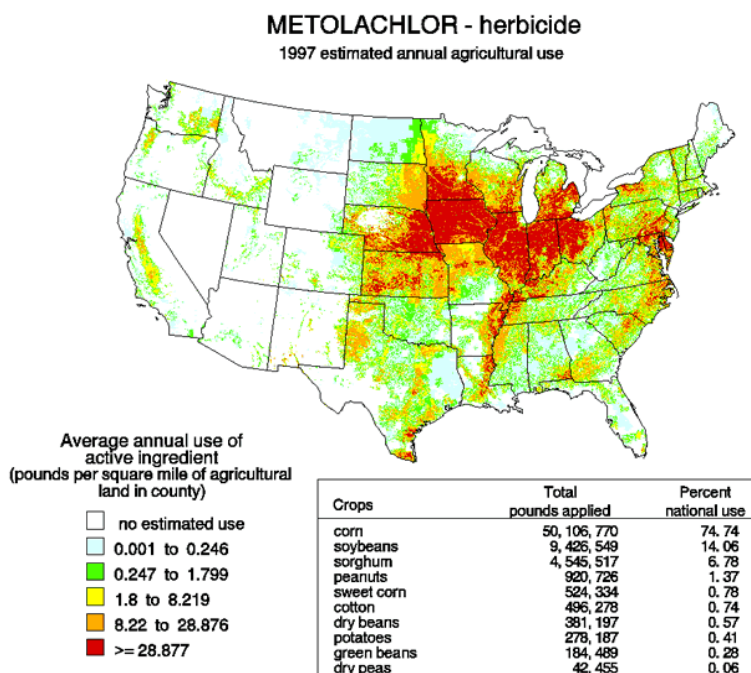 METOLACHLOR - herbicide
1997 estimated annual agricultural use
Average annual use of
active ingredient
(pounds per square mile of agricultural
land in county)
no estimated use
0.001 to 0.246
0.247 to 1.799
1.8 to 8.219
8.22 to 28.876
>= 28.877
Crops Total pounds applied Percent national use
corn 50, 106, 770 74. 74
soybeans 9, 426, 549 14. 06
sorghum 4, 545, 517 6. 78
peanuts 920, 726 1. 37
sweet corn 524, 334 0. 78
cotton 496, 278 0. 74
dry beans 381, 197 0. 57
potatoes 278, 187 0. 41
green beans 184, 489 0. 28
dry peas 42, 455 0. 06